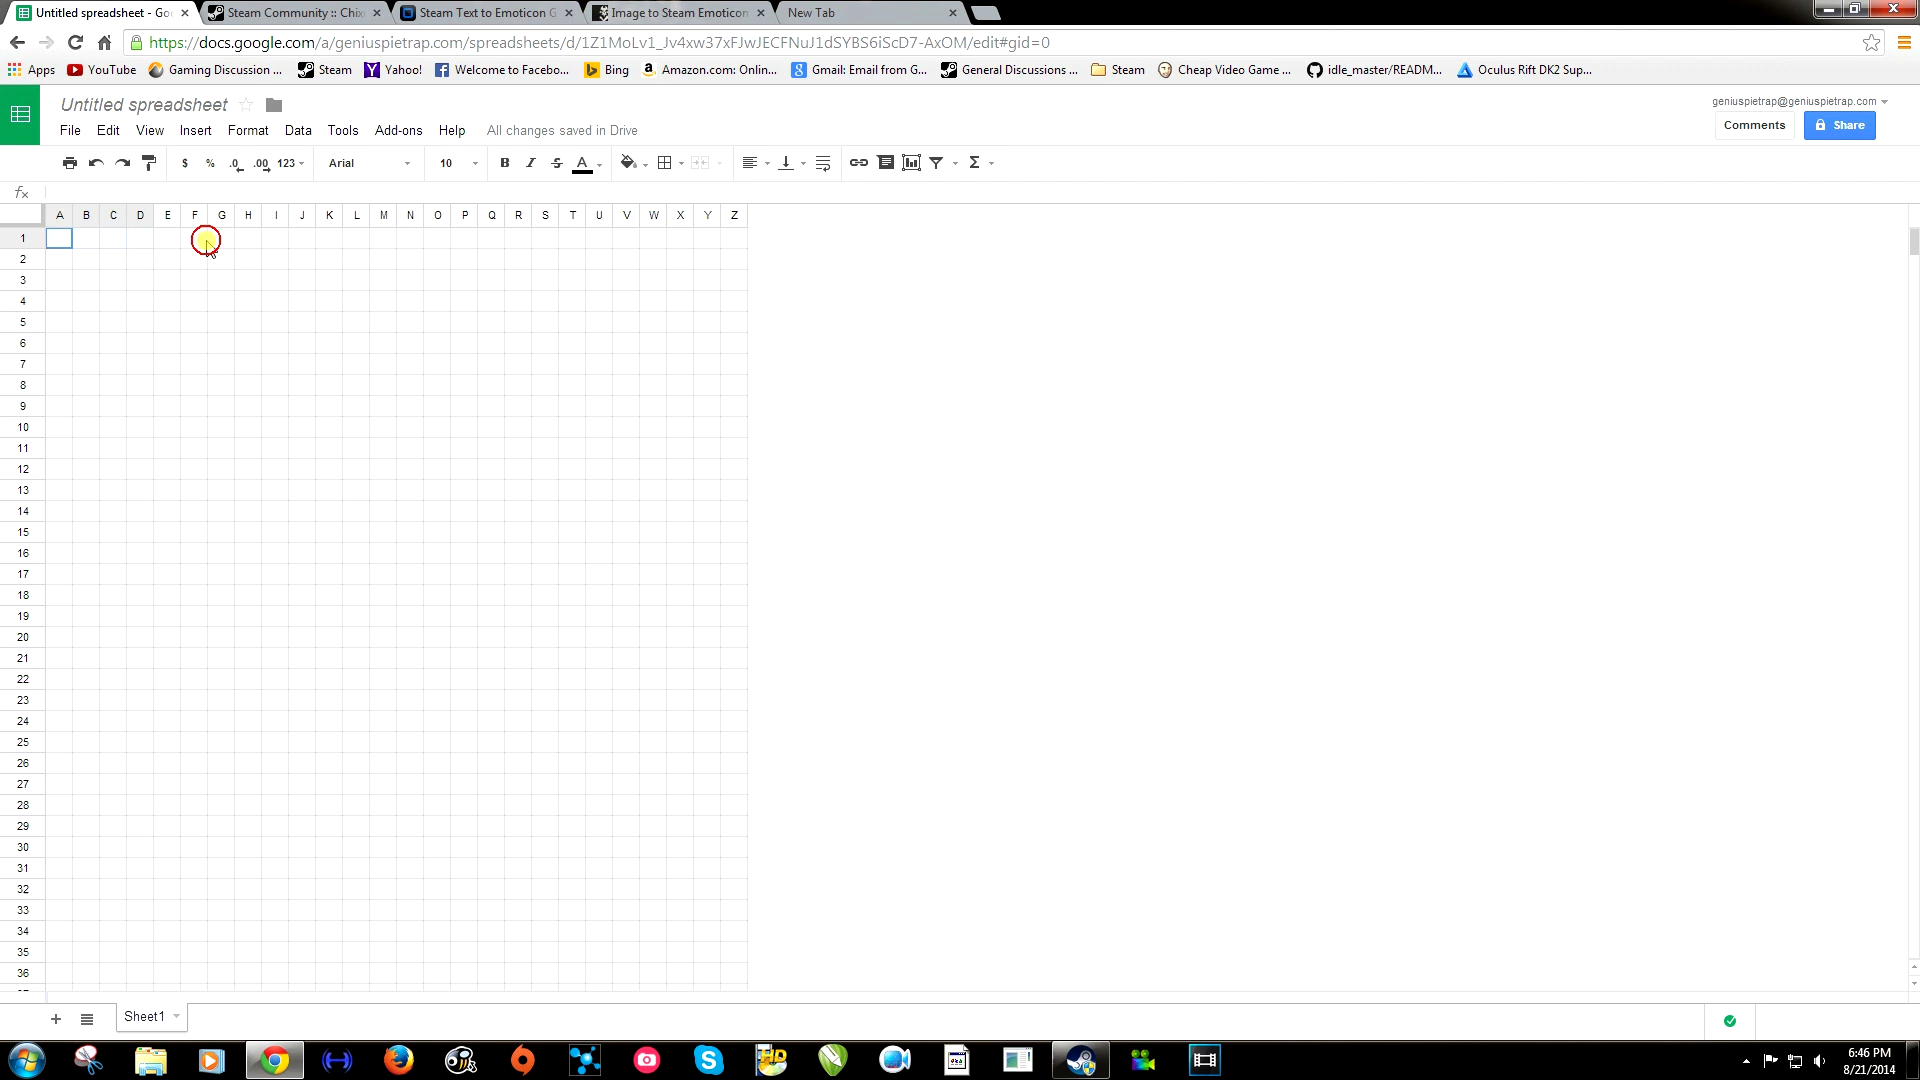 Untitled spreadsheet - Go
Steam Community :: Chix
Steam Text to Emoticon G
Image to Steam Emoticon
New Tab
https://docs.google.com/a/geniuspietrap.com/spreadsheets/d/1Z1MoLv1_Jv4xw37xFJwJECFNuJ1dSYBS6iScD7-AxOM/edit#gid=0
Apps YouTube Gaming Discussion ... Steam Yahoo! Welcome to Facebo... Bing Amazon.com: Onlin... Gmail: Email from G... General Discussions ... Steam Cheap Video Game ... idle_master/READM... Oculus Rift DK2 Sup...
Untitled spreadsheet
geniuspietrap@geniuspietrap.com
File Edit View Insert Format Data Tools Add-ons Help All changes saved in Drive
Comments Share
$ % .0 .00 123 Arial 10 B I S A Σ
fx
A B C D E F G H I J K L M N O P Q R S T U V W X Y Z
1
2
3
4
5
6
7
8
9
10
11
12
13
14
15
16
17
18
19
20
21
22
23
24
25
26
27
28
29
30
31
32
33
34
35
36
Sheet1
6:46 PM
8/21/2014